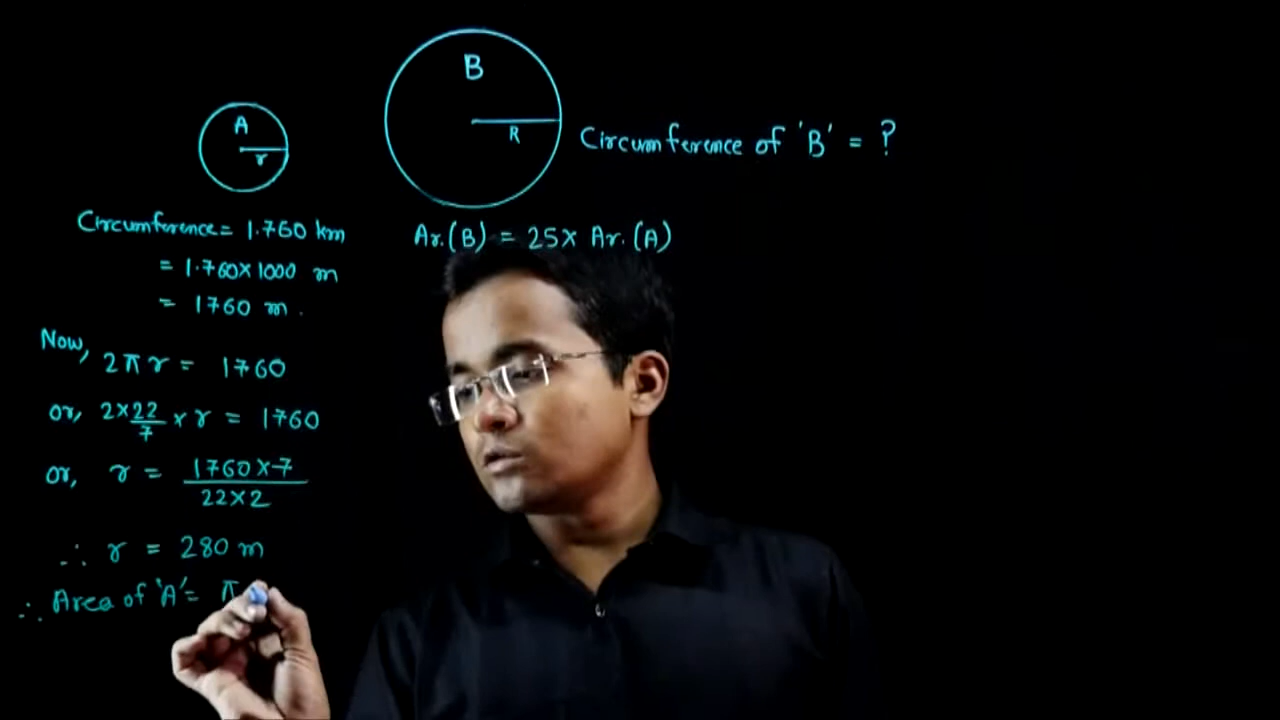 B
A
r
R
Circumference of 'B' = ?
Circumference = 1.760 km
= 1.760×1000 m
= 1760 m.
Ar.(B) = 25× Ar.(A)
Now,
2πr = 1760
or, 2×22/7 × r = 1760
or, r = 1760×7/22×2
∴ r = 280 m
∴ Area of 'A' = π